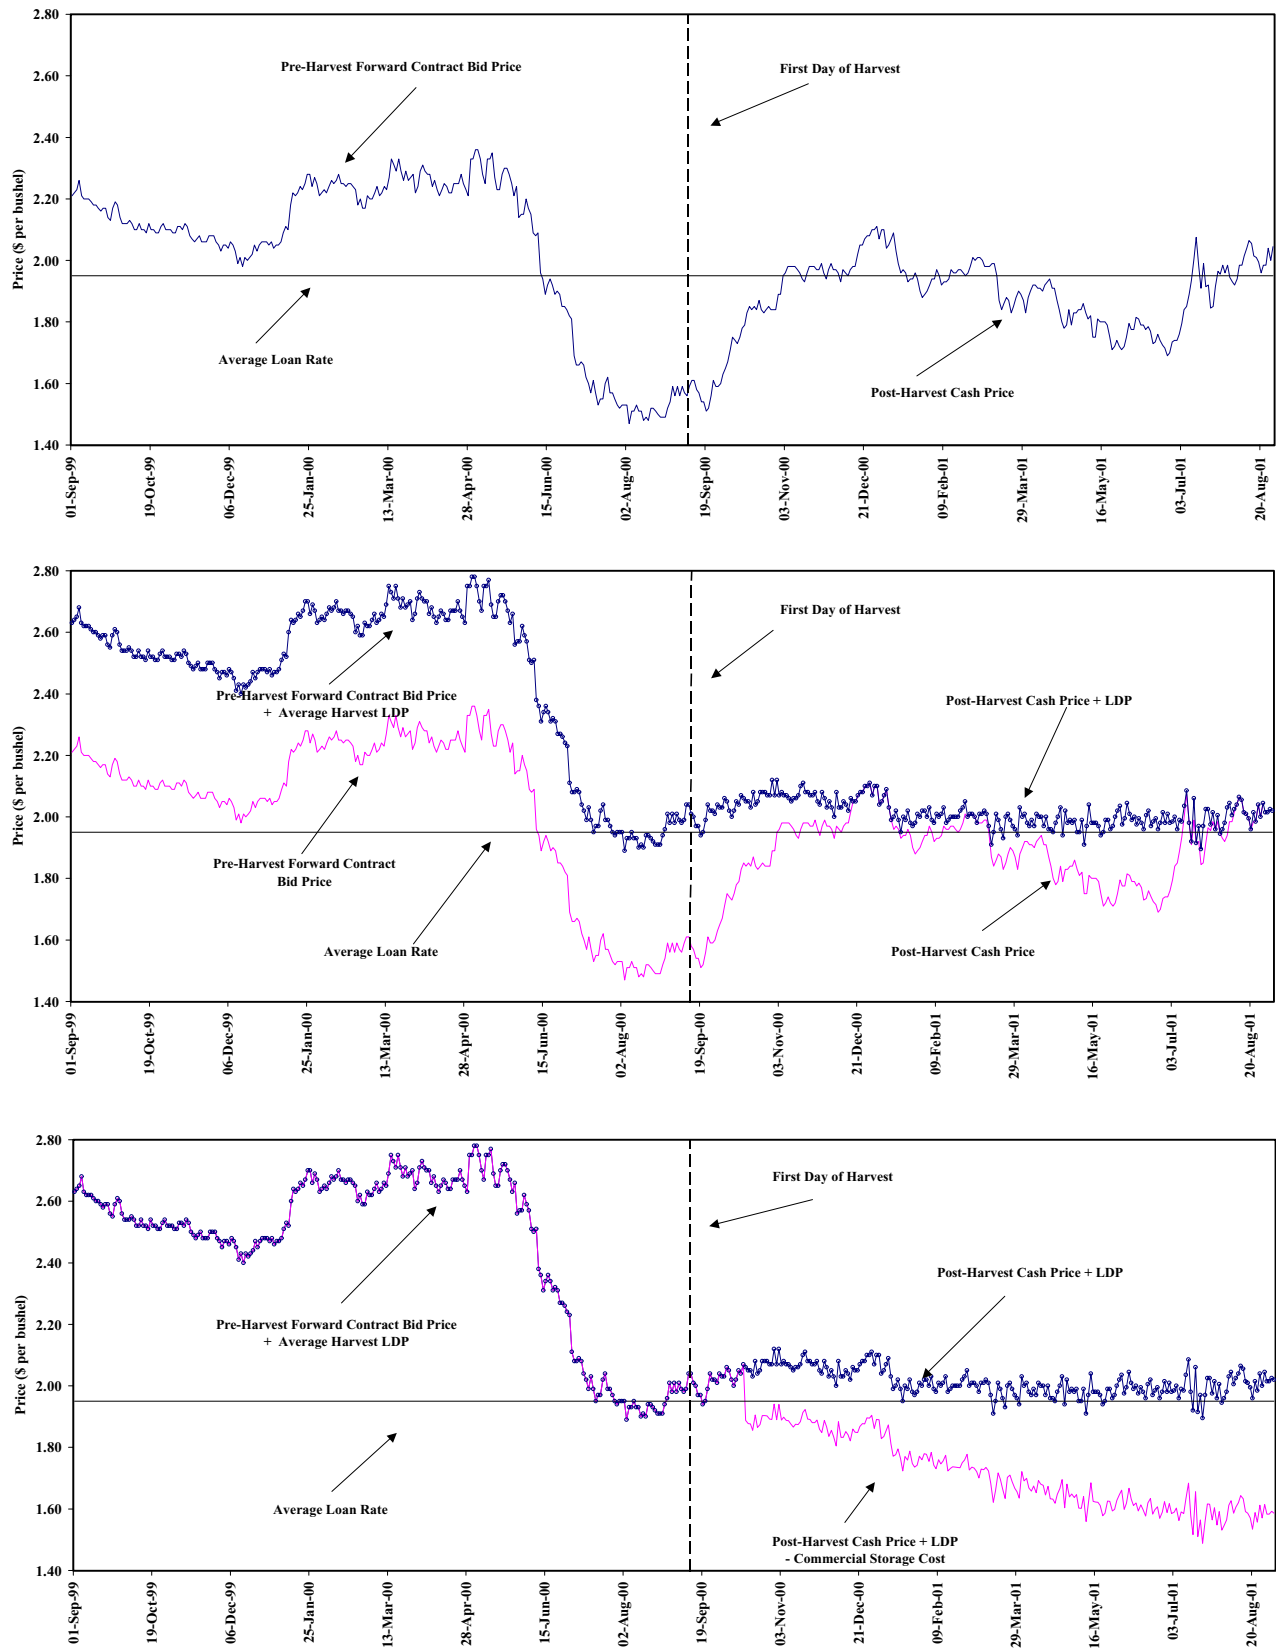 2.80
2.60
2.40
2.20
2.00
1.80
1.60
1.40
Price ($ per bushel)
Pre-Harvest Forward Contract Bid Price
First Day of Harvest
Average Loan Rate
Post-Harvest Cash Price
01-Sep-99
19-Oct-99
06-Dec-99
25-Jan-00
13-Mar-00
28-Apr-00
15-Jun-00
02-Aug-00
19-Sep-00
03-Nov-00
21-Dec-00
09-Feb-01
29-Mar-01
16-May-01
03-Jul-01
20-Aug-01
2.80
2.60
2.40
2.20
2.00
1.80
1.60
1.40
Price ($ per bushel)
First Day of Harvest
Pre-Harvest Forward Contract Bid Price
+ Average Harvest LDP
Post-Harvest Cash Price + LDP
Pre-Harvest Forward Contract
Bid Price
Average Loan Rate
Post-Harvest Cash Price
01-Sep-99
19-Oct-99
06-Dec-99
25-Jan-00
13-Mar-00
28-Apr-00
15-Jun-00
02-Aug-00
19-Sep-00
03-Nov-00
21-Dec-00
09-Feb-01
29-Mar-01
16-May-01
03-Jul-01
20-Aug-01
2.80
2.60
2.40
2.20
2.00
1.80
1.60
1.40
Price ($ per bushel)
First Day of Harvest
Post-Harvest Cash Price + LDP
Pre-Harvest Forward Contract Bid Price
+ Average Harvest LDP
Average Loan Rate
Post-Harvest Cash Price + LDP
- Commercial Storage Cost
01-Sep-99
19-Oct-99
06-Dec-99
25-Jan-00
13-Mar-00
28-Apr-00
15-Jun-00
02-Aug-00
19-Sep-00
03-Nov-00
21-Dec-00
09-Feb-01
29-Mar-01
16-May-01
03-Jul-01
20-Aug-01